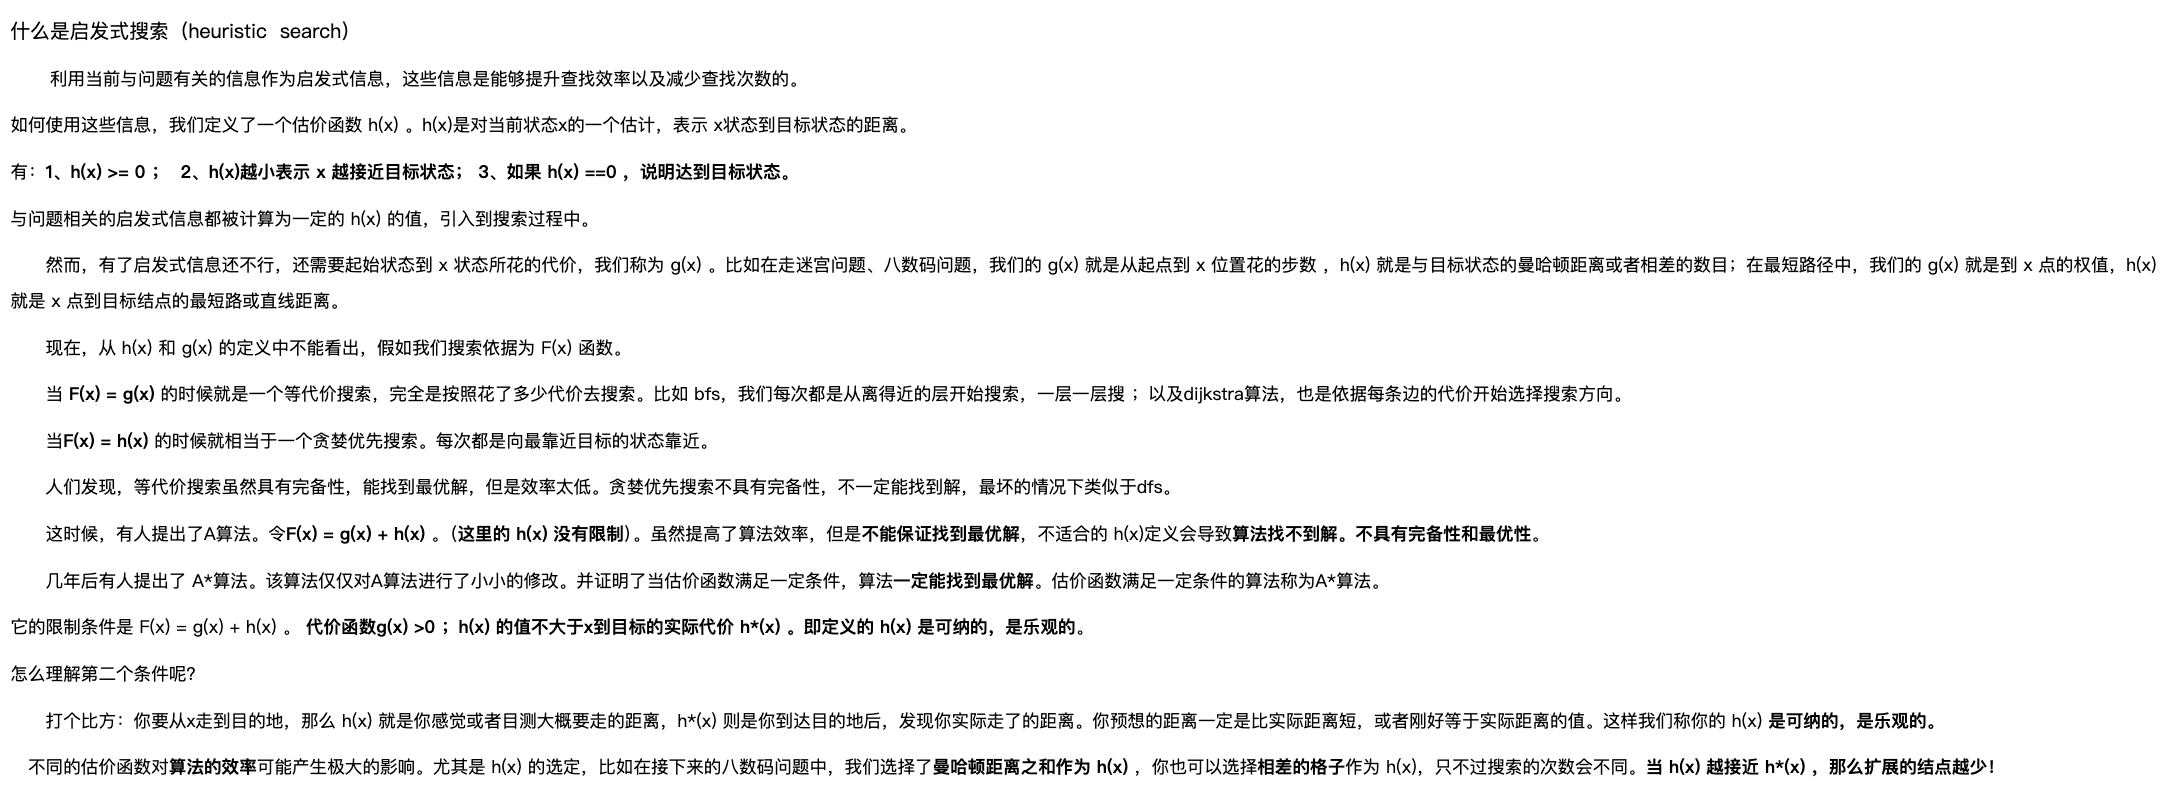 什么是启发式搜索（heuristic  search）
利用当前与问题有关的信息作为启发式信息，这些信息是能够提升查找效率以及减少查找次数的。
如何使用这些信息，我们定义了一个估价函数 h(x) 。h(x)是对当前状态x的一个估计，表示 x状态到目标状态的距离。
有：1、h(x) >= 0 ；  2、h(x)越小表示 x 越接近目标状态；  3、如果 h(x) ==0 ，说明达到目标状态。
与问题相关的启发式信息都被计算为一定的 h(x) 的值，引入到搜索过程中。
然而，有了启发式信息还不行，还需要起始状态到 x 状态所花的代价，我们称为 g(x) 。比如在走迷宫问题、八数码问题，我们的 g(x) 就是从起点到 x 位置花的步数 ，h(x) 就是与目标状态的曼哈顿距离或者相差的数目；在最短路径中，我们的 g(x) 就是到 x 点的权值，h(x)
就是 x 点到目标结点的最短路或直线距离。
现在，从 h(x) 和 g(x) 的定义中不能看出，假如我们搜索依据为 F(x) 函数。
当 F(x) = g(x) 的时候就是一个等代价搜索，完全是按照花了多少代价去搜索。比如 bfs，我们每次都是从离得近的层开始搜索，一层一层搜 ；以及dijkstra算法，也是依据每条边的代价开始选择搜索方向。
当F(x) = h(x) 的时候就相当于一个贪婪优先搜索。每次都是向最靠近目标的状态靠近。
人们发现，等代价搜索虽然具有完备性，能找到最优解，但是效率太低。贪婪优先搜索不具有完备性，不一定能找到解，最坏的情况下类似于dfs。
这时候，有人提出了A算法。令F(x) = g(x) + h(x) 。（这里的 h(x) 没有限制）。虽然提高了算法效率，但是不能保证找到最优解，不适合的 h(x)定义会导致算法找不到解。不具有完备性和最优性。
几年后有人提出了 A*算法。该算法仅仅对A算法进行了小小的修改。并证明了当估价函数满足一定条件，算法一定能找到最优解。估价函数满足一定条件的算法称为A*算法。
它的限制条件是 F(x) = g(x) + h(x) 。 代价函数g(x) >0 ；h(x) 的值不大于x到目标的实际代价 h*(x) 。即定义的 h(x) 是可纳的，是乐观的。
怎么理解第二个条件呢？
打个比方：你要从x走到目的地，那么 h(x) 就是你感觉或者目测大概要走的距离，h*(x) 则是你到达目的地后，发现你实际走了的距离。你预想的距离一定是比实际距离短，或者刚好等于实际距离的值。这样我们称你的 h(x) 是可纳的，是乐观的。
不同的估价函数对算法的效率可能产生极大的影响。尤其是 h(x) 的选定，比如在接下来的八数码问题中，我们选择了曼哈顿距离之和作为 h(x) ，你也可以选择相差的格子作为 h(x)，只不过搜索的次数会不同。当 h(x) 越接近 h*(x) ，那么扩展的结点越少！